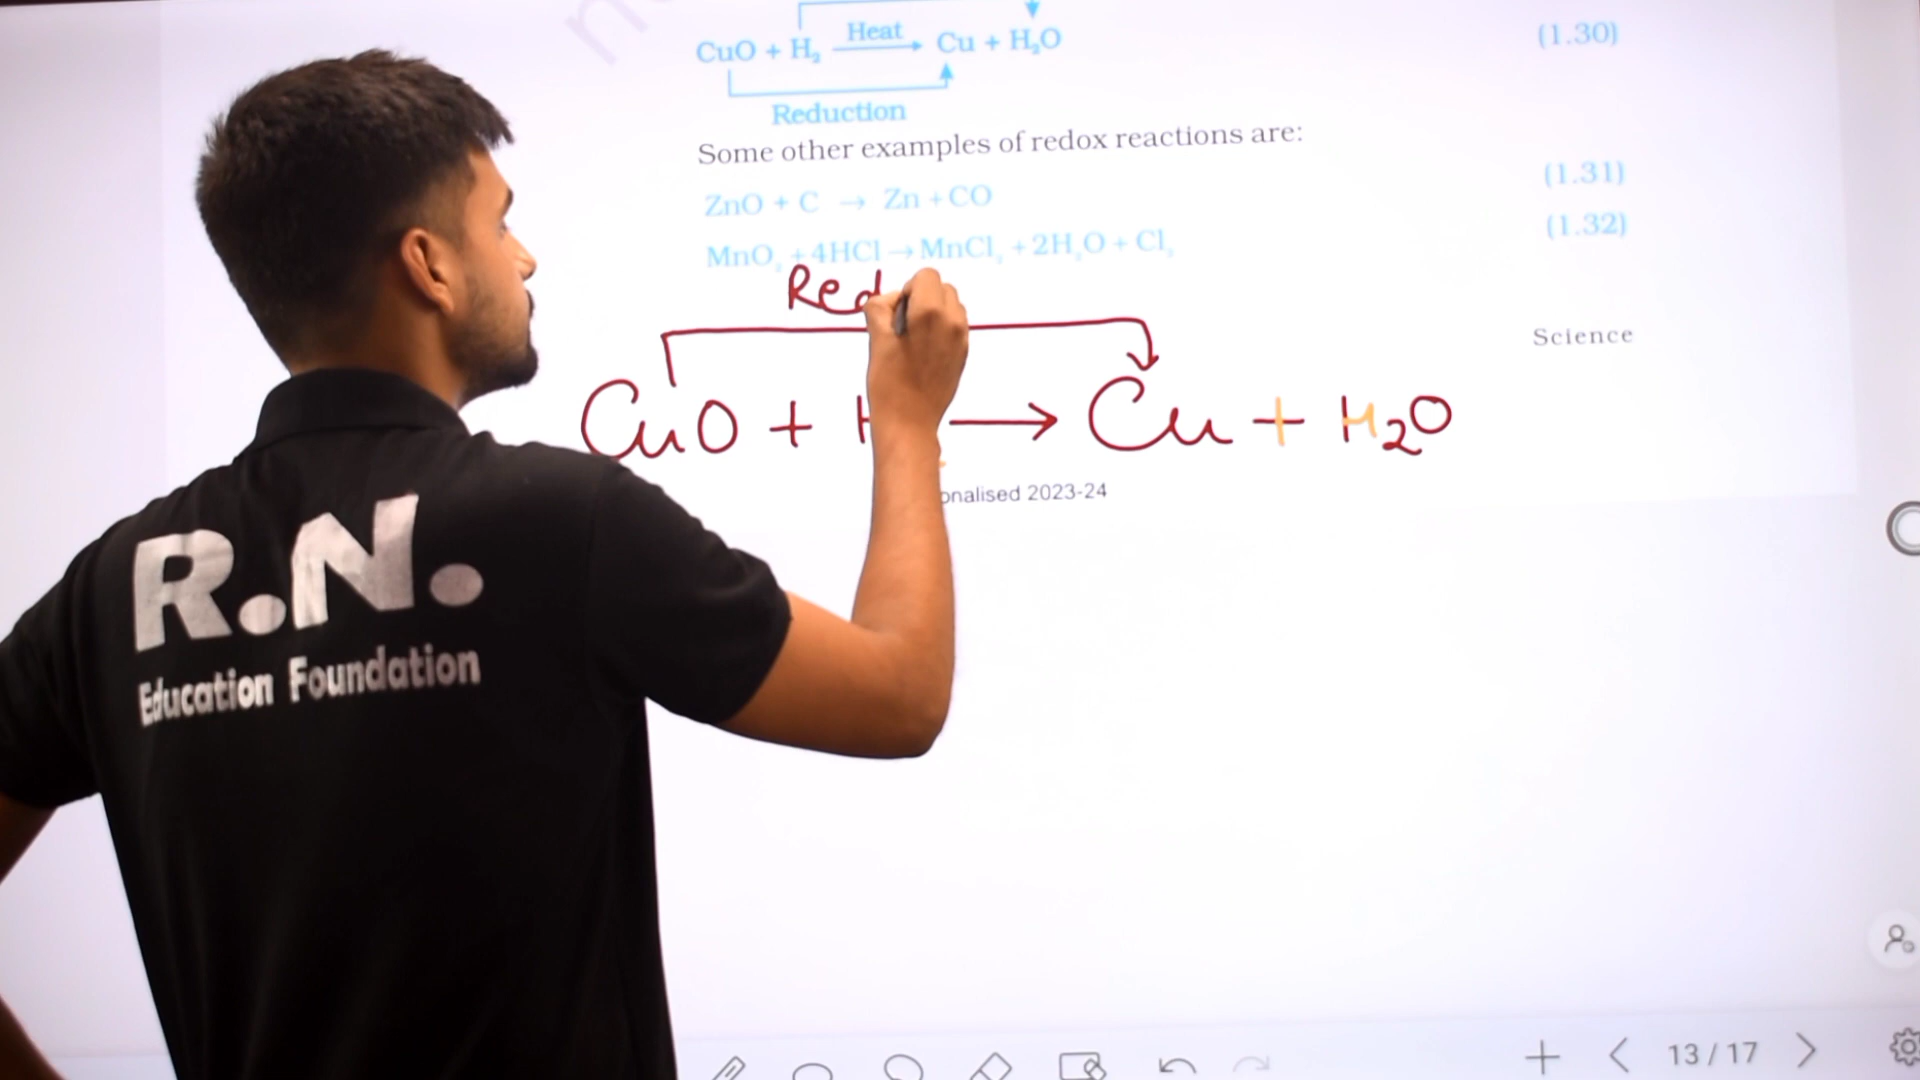 CuO + H₂ Heat → Cu + H₂O (1.30)
Reduction
Some other examples of redox reactions are:
ZnO + C → Zn + CO (1.31)
MnO₂ + 4HCl → MnCl₂ + 2H₂O + Cl₂ (1.32)
Red
Science
CuO + H → Cu + H₂O
onalised 2023-24
R.N.
Education Foundation
13 / 17